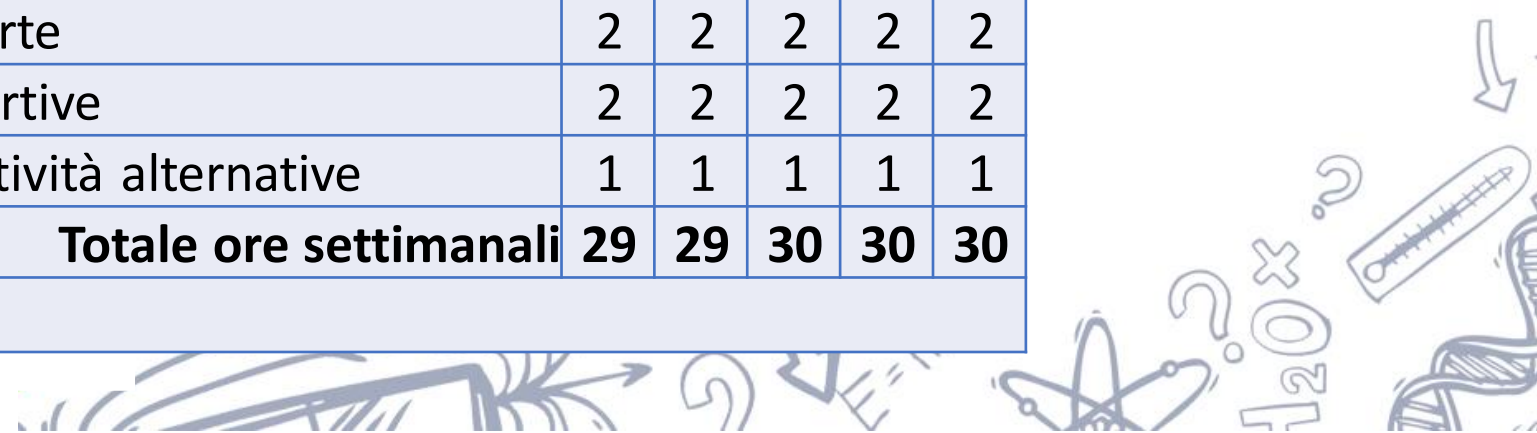 rte 2 2 2 2 2
rtive 2 2 2 2 2
tività alternative 1 1 1 1 1
Totale ore settimanali 29 29 30 30 30
?
?
H2O x
?